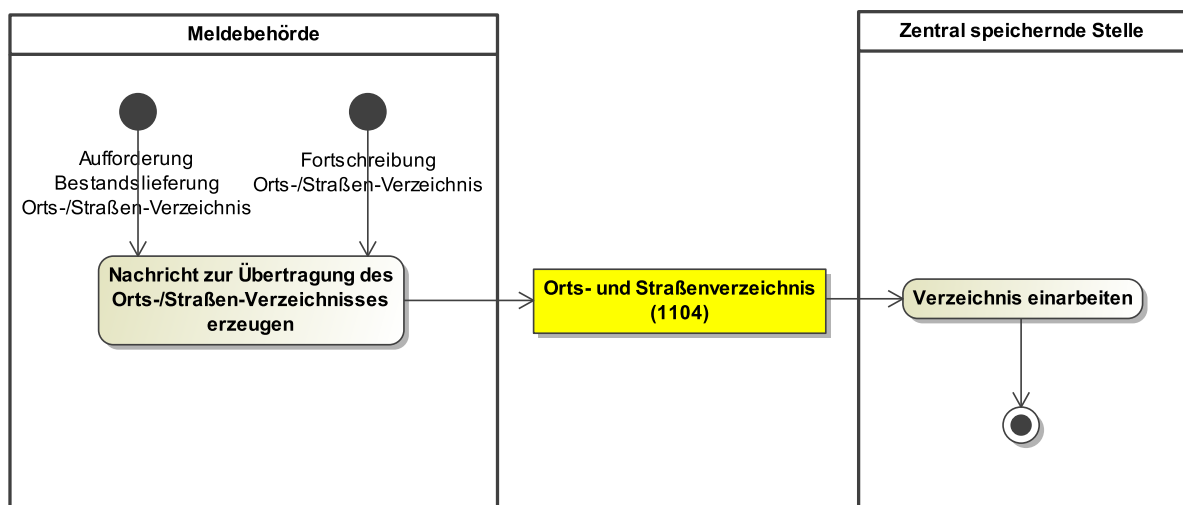 Meldebehörde
Zentral speichernde Stelle
Aufforderung
Bestandslieferung
Orts-/Straßen-Verzeichnis
Fortschreibung
Orts-/Straßen-Verzeichnis
Nachricht zur Übertragung des
Orts-/Straßen-Verzeichnisses
erzeugen
Orts- und Straßenverzeichnis
(1104)
Verzeichnis einarbeiten